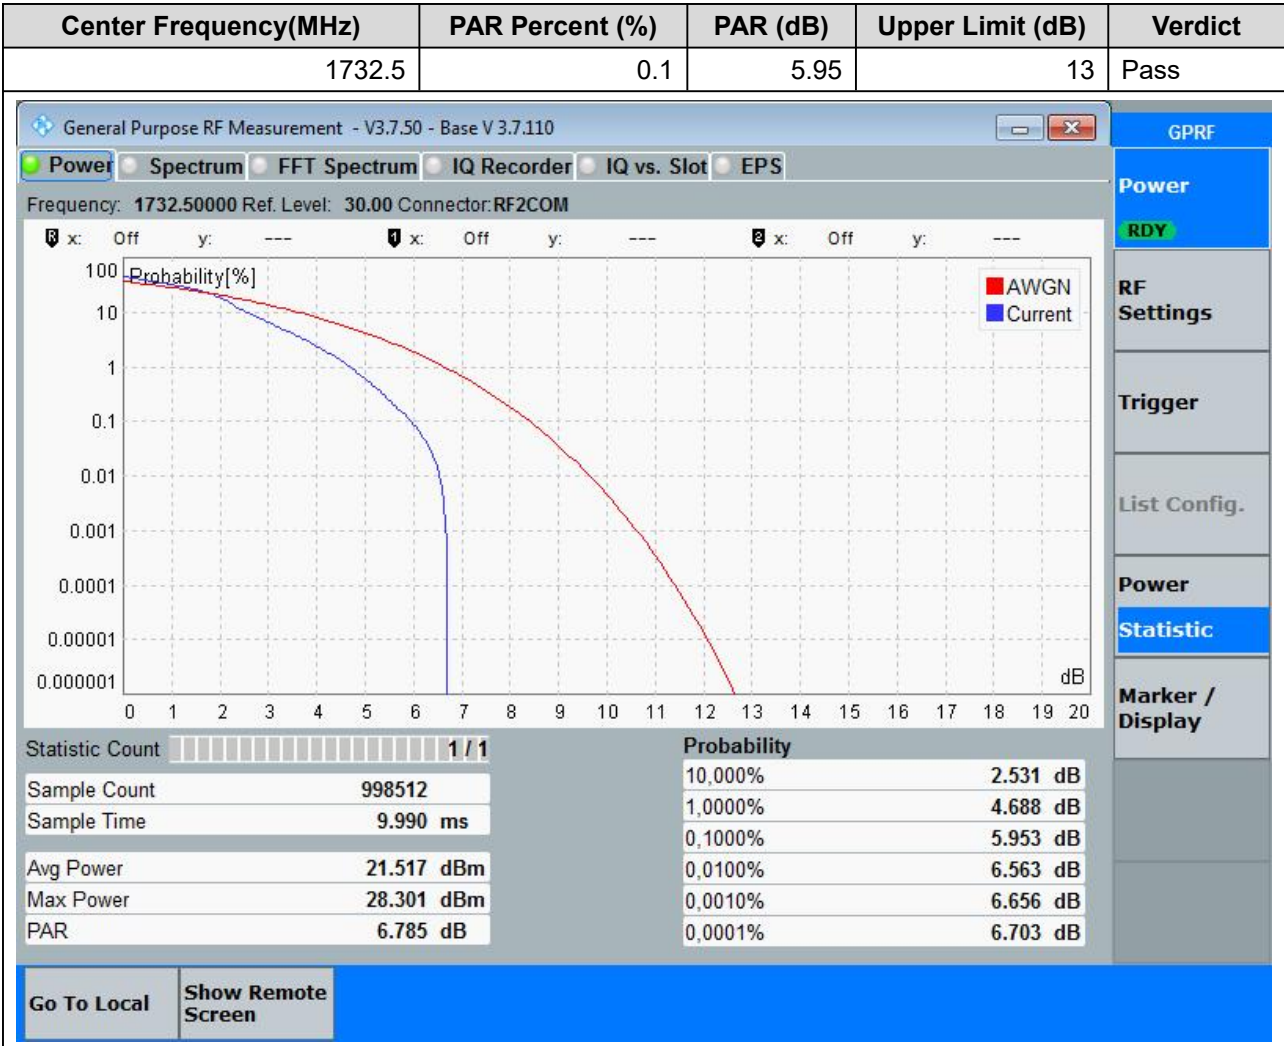 Center Frequency(MHz) PAR Percent (%) PAR (dB) Upper Limit (dB) Verdict
1732.5 0.1 5.95 13 Pass
General Purpose RF Measurement - V3.7.50 - Base V 3.7.110
GPRF
Power Spectrum FFT Spectrum IQ Recorder IQ vs. Slot EPS
Frequency: 1732.50000 Ref. Level: 30.00 Connector:RF2COM
R x: Off y: --- 1 x: Off y: --- 2 x: Off y: ---
Probability[%]
AWGN
Current
100
10
1
0.1
0.01
0.001
0.0001
0.00001
0.000001
dB
0 1 2 3 4 5 6 7 8 9 10 11 12 13 14 15 16 17 18 19 20
Statistic Count 1 / 1
Sample Count 998512
Sample Time 9.990 ms
Avg Power 21.517 dBm
Max Power 28.301 dBm
PAR 6.785 dB
Probability
10,000% 2.531 dB
1,0000% 4.688 dB
0,1000% 5.953 dB
0,0100% 6.563 dB
0,0010% 6.656 dB
0,0001% 6.703 dB
Power
RDY
RF
Settings
Trigger
List Config.
Power
Statistic
Marker /
Display
Go To Local
Show Remote
Screen